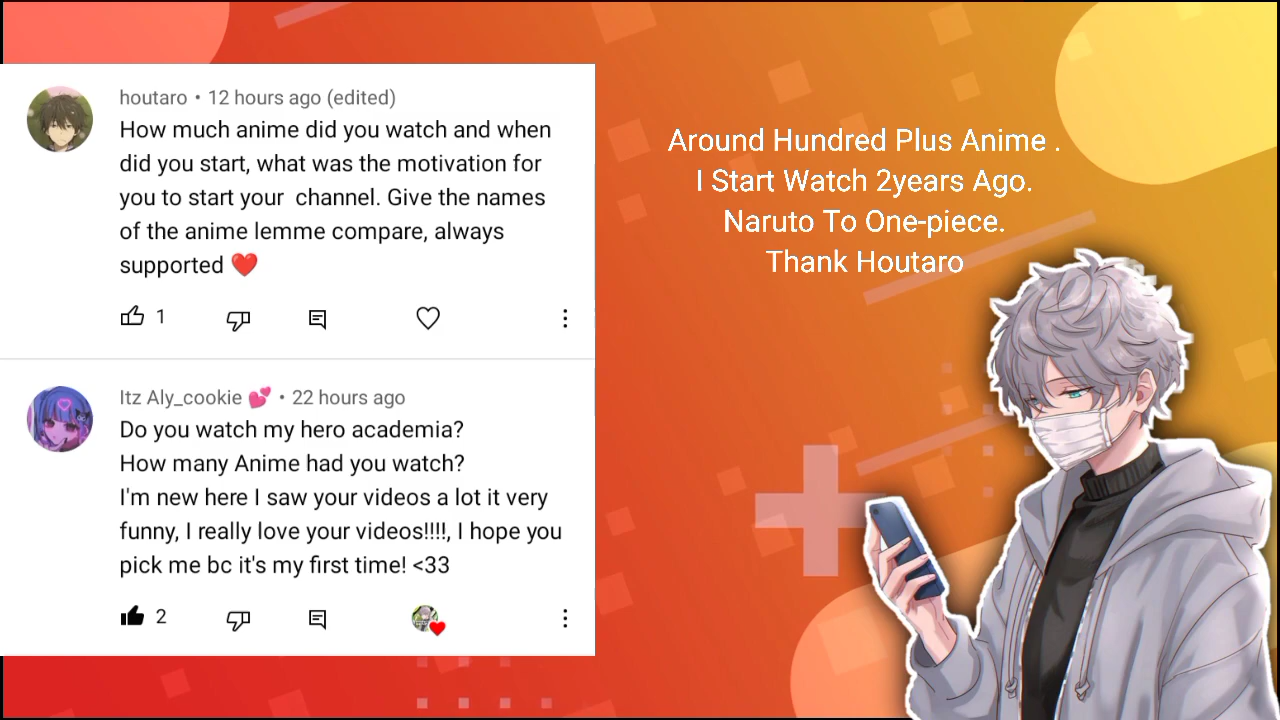 houtaro • 12 hours ago (edited)
How much anime did you watch and when
did you start, what was the motivation for
you to start your  channel. Give the names
of the anime lemme compare, always
supported ❤️
1
Itz Aly_cookie 💕 • 22 hours ago
Do you watch my hero academia?
How many Anime had you watch?
I'm new here I saw your videos a lot it very
funny, I really love your videos!!!!, I hope you
pick me bc it's my first time! <33
2
Around Hundred Plus Anime .
I Start Watch 2years Ago.
Naruto To One-piece.
Thank Houtaro